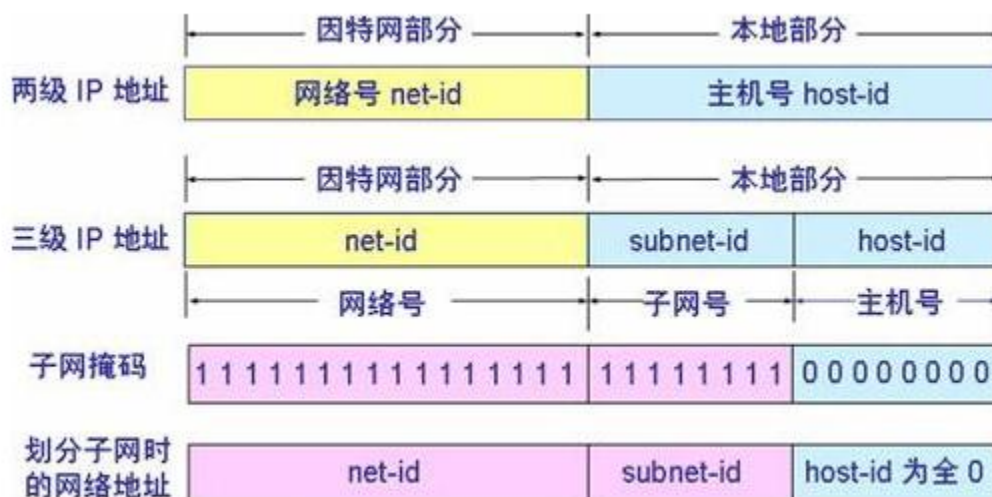 因特网部分 本地部分
两级 IP 地址 网络号 net-id 主机号 host-id
因特网部分 本地部分
三级 IP 地址 net-id subnet-id host-id
网络号 子网号 主机号
子网掩码 1 1 1 1 1 1 1 1 1 1 1 1 1 1 1 1 1 1 1 1 1 1 1 1 0 0 0 0 0 0 0 0
划分子网时
的网络地址 net-id subnet-id host-id 为全 0